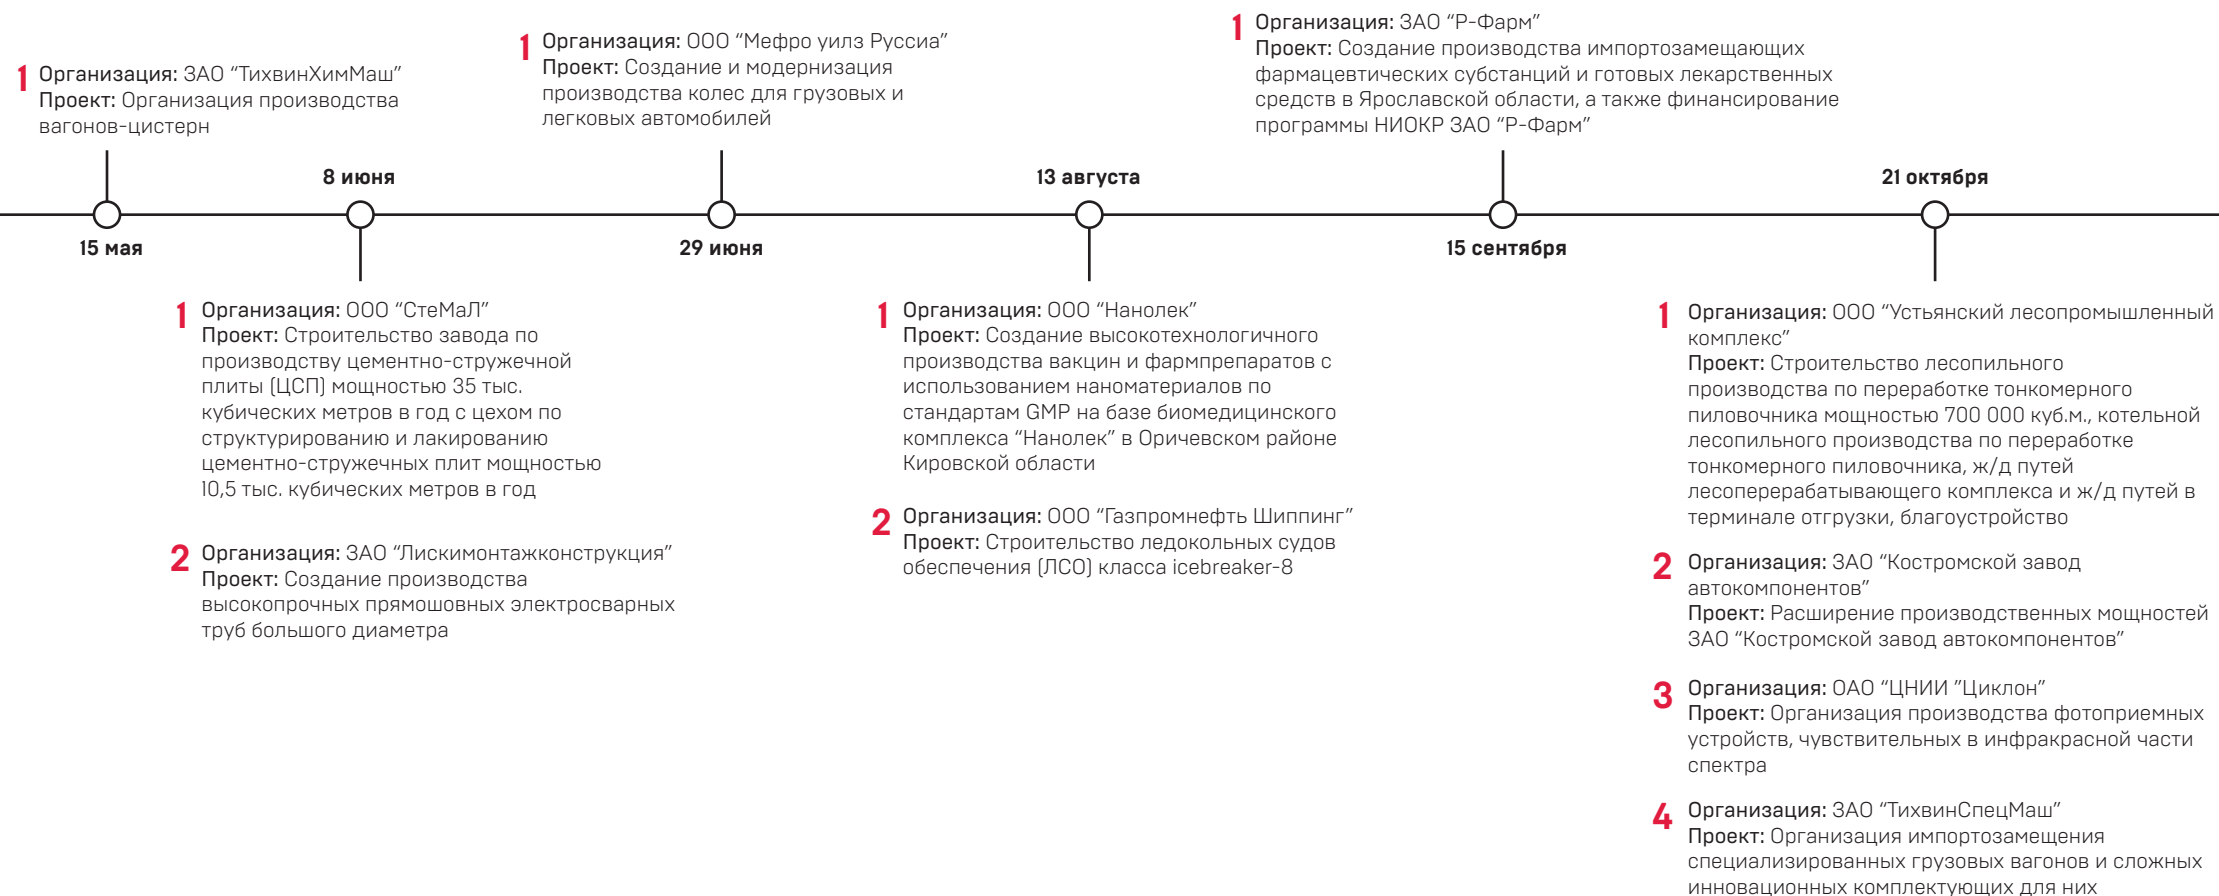 1 Организация: ЗАО “ТихвинХимМаш”
Проект: Организация производства
вагонов-цистерн
15 мая
8 июня
1 Организация: ООО “СтеМаЛ”
Проект: Строительство завода по
производству цементно-стружечной
плиты (ЦСП) мощностью 35 тыс.
кубических метров в год с цехом по
структурированию и лакированию
цементно-стружечных плит мощностью
10,5 тыс. кубических метров в год
2 Организация: ЗАО “Лискимонтажконструкция”
Проект: Создание производства
высокопрочных прямошовных электросварных
труб большого диаметра
1 Организация: ООО “Мефро уилз Руссиа”
Проект: Создание и модернизация
производства колес для грузовых и
легковых автомобилей
29 июня
13 августа
1 Организация: ООО “Нанолек”
Проект: Создание высокотехнологичного
производства вакцин и фармпрепаратов с
использованием наноматериалов по
стандартам GMP на базе биомедицинского
комплекса “Нанолек” в Оричевском районе
Кировской области
2 Организация: ООО “Газпромнефть Шиппинг”
Проект: Строительство ледокольных судов
обеспечения (ЛСО) класса icebreaker-8
1 Организация: ЗАО “Р-Фарм”
Проект: Создание производства импортозамещающих
фармацевтических субстанций и готовых лекарственных
средств в Ярославской области, а также финансирование
программы НИОКР ЗАО “Р-Фарм”
15 сентября
21 октября
1 Организация: ООО “Устьянский лесопромышленный
комплекс”
Проект: Строительство лесопильного
производства по переработке тонкомерного
пиловочника мощностью 700 000 куб.м., котельной
лесопильного производства по переработке
тонкомерного пиловочника, ж/д путей
лесоперерабатывающего комплекса и ж/д путей в
терминале отгрузки, благоустройство
2 Организация: ЗАО “Костромской завод
автокомпонентов”
Проект: Расширение производственных мощностей
ЗАО “Костромской завод автокомпонентов”
3 Организация: ОАО “ЦНИИ ”Циклон”
Проект: Организация производства фотоприемных
устройств, чувствительных в инфракрасной части
спектра
4 Организация: ЗАО “ТихвинСпецМаш”
Проект: Организация импортозамещения
специализированных грузовых вагонов и сложных
инновационных комплектующих для них